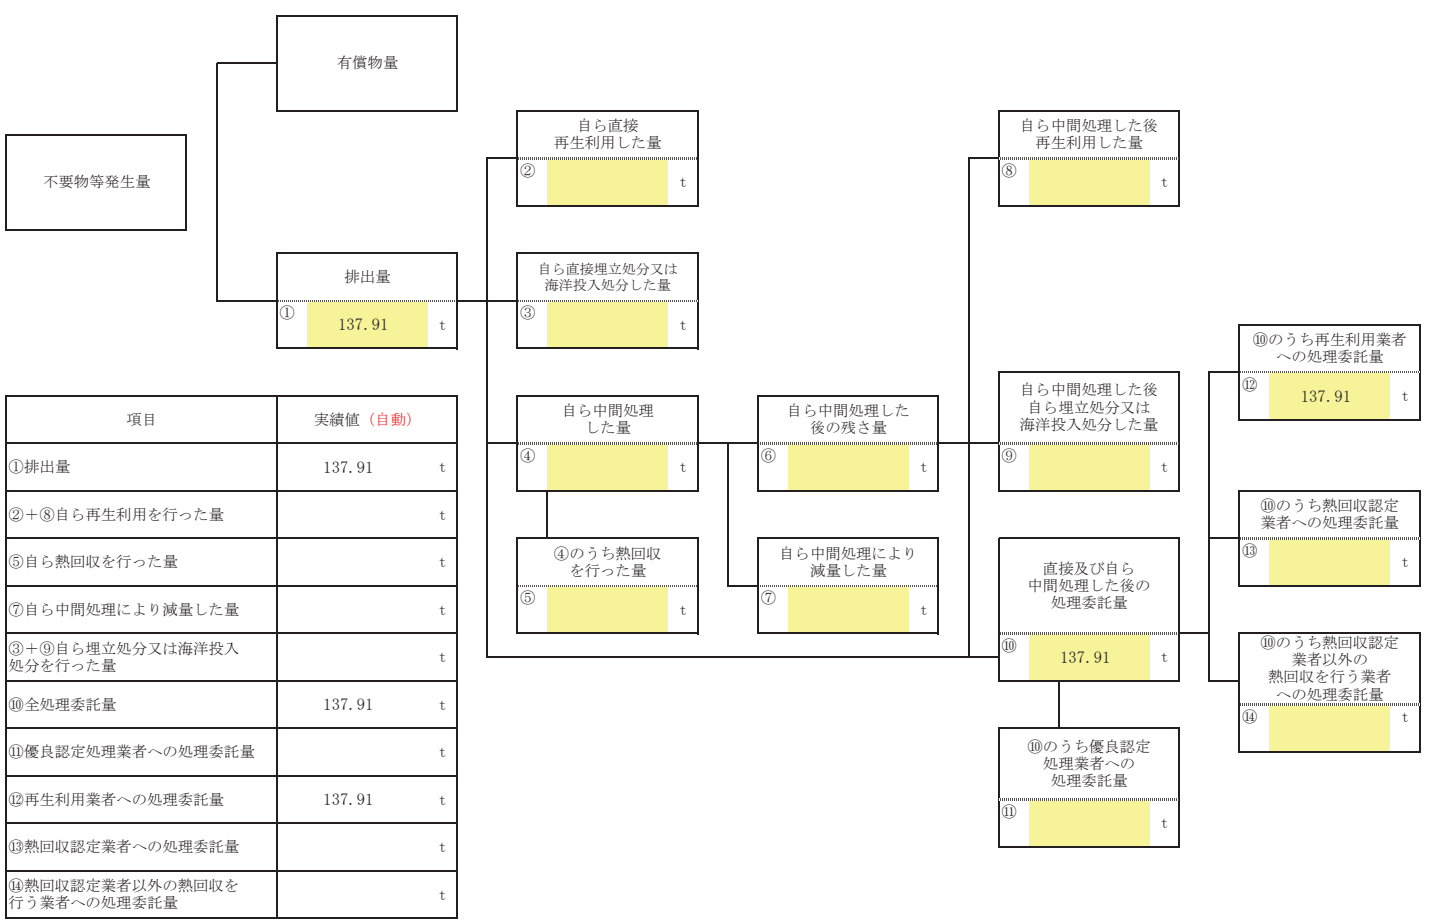 有償物量
不要物等発生量
排出量
① 137.91 t
自ら直接
再生利用した量
② t
自ら直接埋立処分又は
海洋投入処分した量
③ t
自ら中間処理
した量
④ t
④のうち熱回収
を行った量
⑤ t
自ら中間処理した
後の残さ量
⑥ t
自ら中間処理により
減量した量
⑦ t
自ら中間処理した後
再生利用した量
⑧ t
自ら中間処理した後
自ら埋立処分又は
海洋投入処分した量
⑨ t
直接及び自ら
中間処理した後の
処理委託量
⑩ 137.91 t
⑩のうち優良認定
処理業者への
処理委託量
⑪ t
⑩のうち再生利用業者
への処理委託量
⑫ 137.91 t
⑩のうち熱回収認定
業者への処理委託量
⑬ t
⑩のうち熱回収認定
業者以外の
熱回収を行う業者
への処理委託量
⑭ t
項目 実績値（自動）
①排出量 137.91 t
②＋⑧自ら再生利用を行った量 t
⑤自ら熱回収を行った量 t
⑦自ら中間処理により減量した量 t
③＋⑨自ら埋立処分又は海洋投入
処分を行った量 t
⑩全処理委託量 137.91 t
⑪優良認定処理業者への処理委託量 t
⑫再生利用業者への処理委託量 137.91 t
⑬熱回収認定業者への処理委託量 t
⑭熱回収認定業者以外の熱回収を
行う業者への処理委託量 t